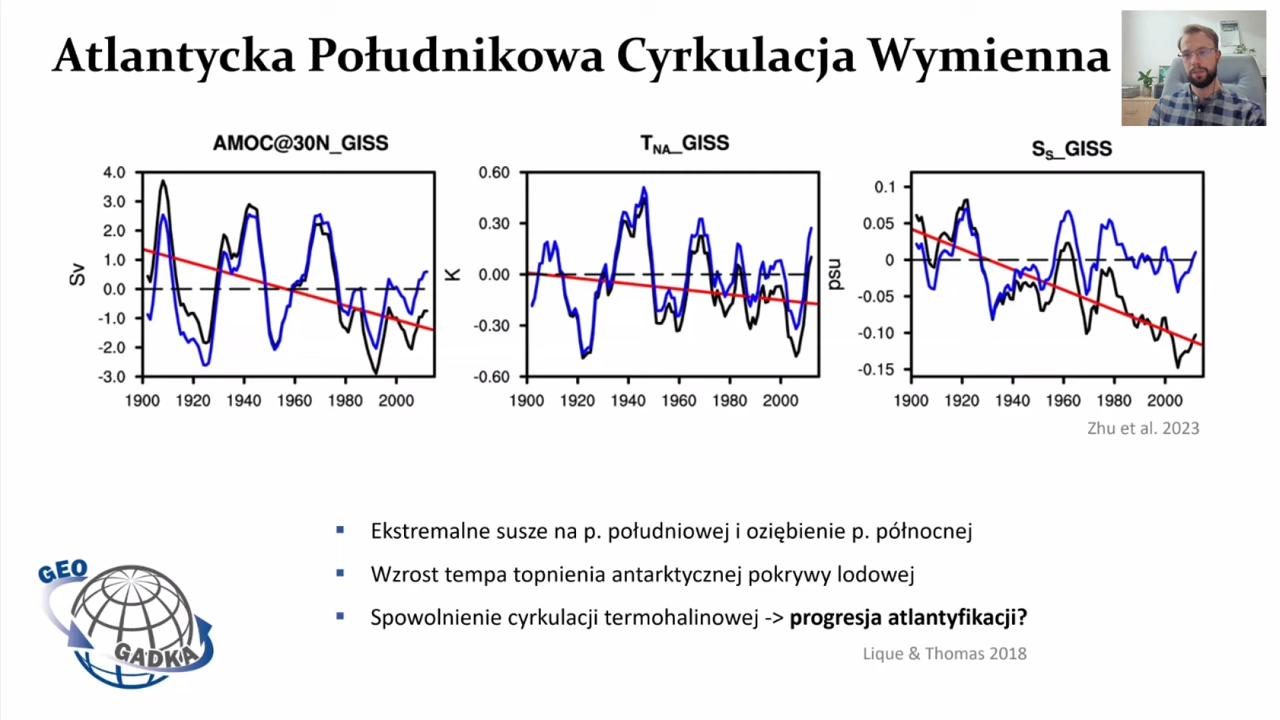 Atlantycka Południkowa Cyrkulacja Wymienna
AMOC@30N_GISS
T_NA_GISS
S_S_GISS
4.0
3.0
2.0
1.0
0.0
-1.0
-2.0
-3.0
Sv
1900 1920 1940 1960 1980 2000
0.60
0.30
0.00
-0.30
-0.60
K
1900 1920 1940 1960 1980 2000
0.1
0.05
0
-0.05
-0.10
-0.15
psu
1900 1920 1940 1960 1980 2000
Zhu et al. 2023
▪ Ekstremalne susze na p. południowej i oziębienie p. północnej
▪ Wzrost tempa topnienia antarktycznej pokrywy lodowej
▪ Spowolnienie cyrkulacji termohalinowej -> progresja atlantyfikacji?
Lique & Thomas 2018
GEO
GADKA